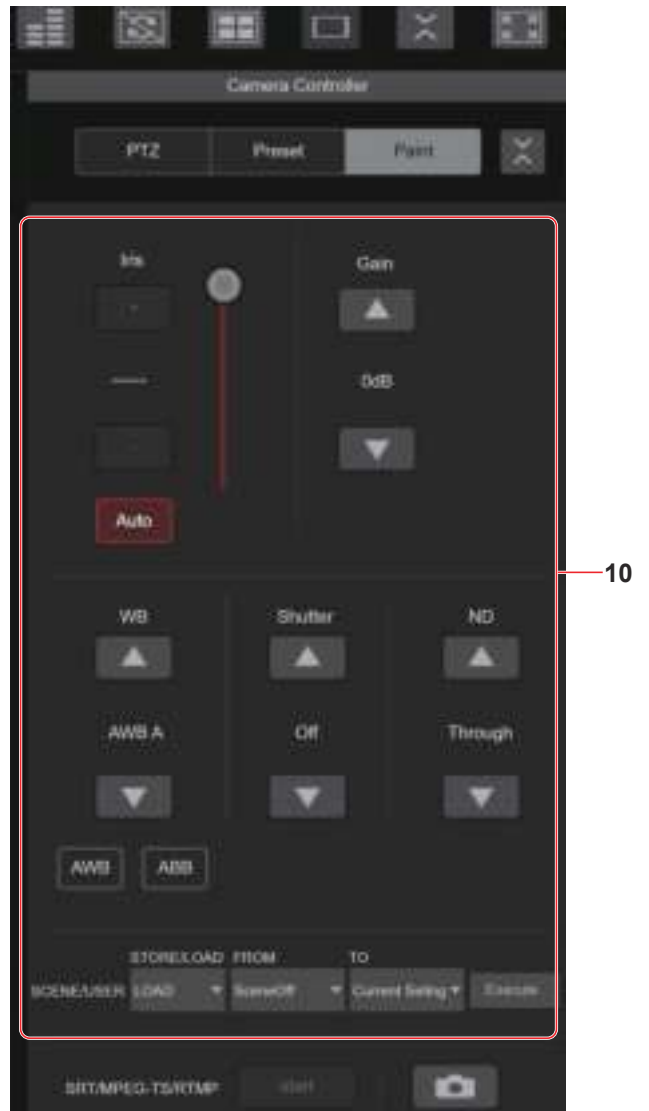 Camera Controller
PTZ Preset Paint
Iris Gain
0dB
Auto
10
WB Shutter ND
AWB A Off Through
AWB ABB
STORE/LOAD FROM TO
SCENE/USER LOAD SceneOff Current Setting Execute
SRT/MPEG-TS/RTMP start